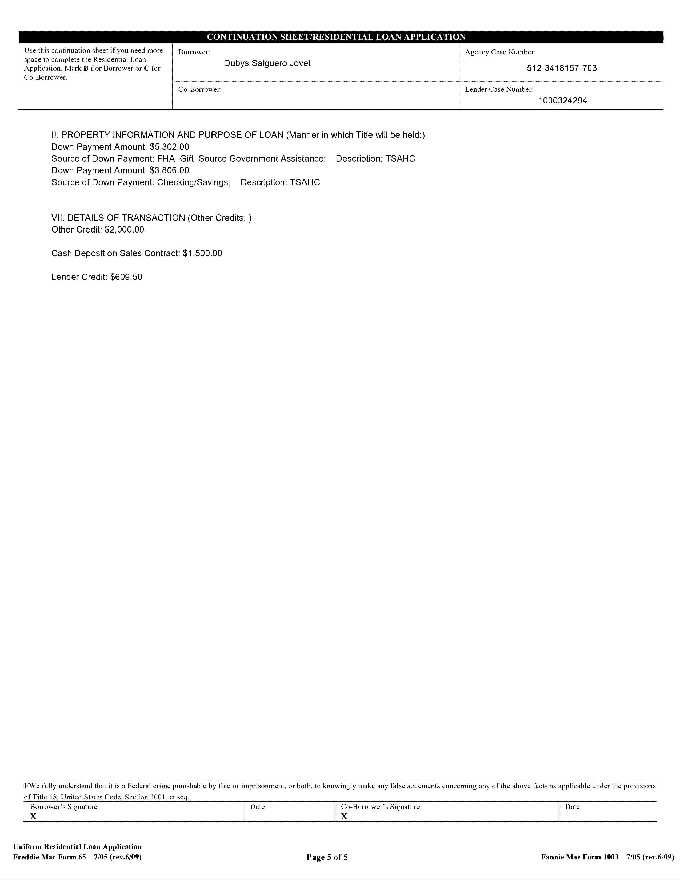 CONTINUATION SHEET/RESIDENTIAL LOAN APPLICATION
Use this continuation sheet if you need more
space to complete the Residential Loan
Application. Mark B for Borrower or C for
Co-Borrower.
Borrower:
Dubys Salguero Jovel
Agency Case Number:
512-3418157-703
Co-Borrower:
Lender Case Number:
1000324294
II. PROPERTY INFORMATION AND PURPOSE OF LOAN (Manner in which Title will be held:)
Down Payment Amount: $5,302.00
Source of Down Payment: FHA -Gift- Source Government Assistance; Description: TSAHC
Down Payment Amount: $3,805.00
Source of Down Payment: Checking/Savings; Description: TSAHC
VII. DETAILS OF TRANSACTION (Other Credits: )
Other Credit: $2,000.00
Cash Deposit on Sales Contract: $1,500.00
Lender Credit: $609.50
I/We fully understand that it is a Federal crime punishable by fine or imprisonment, or both, to knowingly make any false statements concerning any of the above facts as applicable under the provisions
of Title 18, United States Code, Section 1001, et seq.
Borrower's Signature Date Co-Borrower's Signature Date
X X
Uniform Residential Loan Application
Freddie Mac Form 65 7/05 (rev.6/09) Page 5 of 5 Fannie Mae Form 1003 7/05 (rev.6/09)